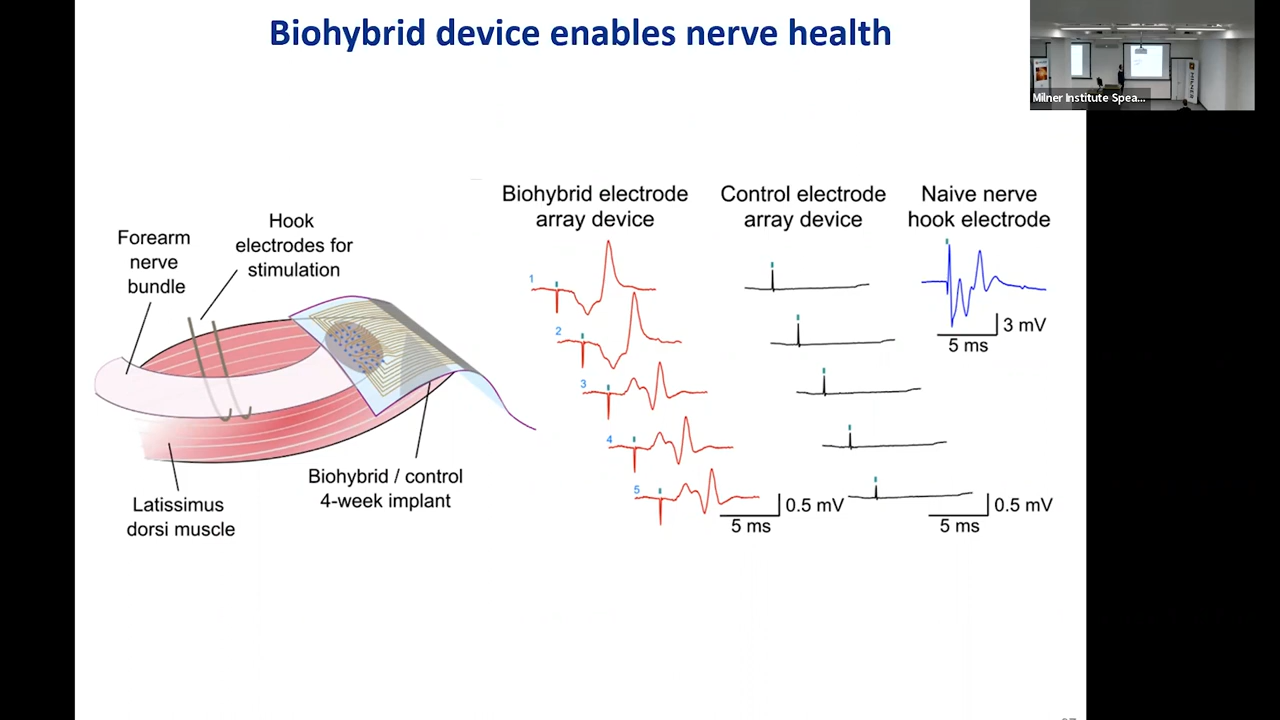 Biohybrid device enables nerve health
Milner Institute Spea...
Forearm
nerve
bundle
Hook
electrodes for
stimulation
Latissimus
dorsi muscle
Biohybrid / control
4-week implant
Biohybrid electrode
array device
1
2
3
4
5
0.5 mV
5 ms
Control electrode
array device
0.5 mV
5 ms
Naive nerve
hook electrode
3 mV
5 ms